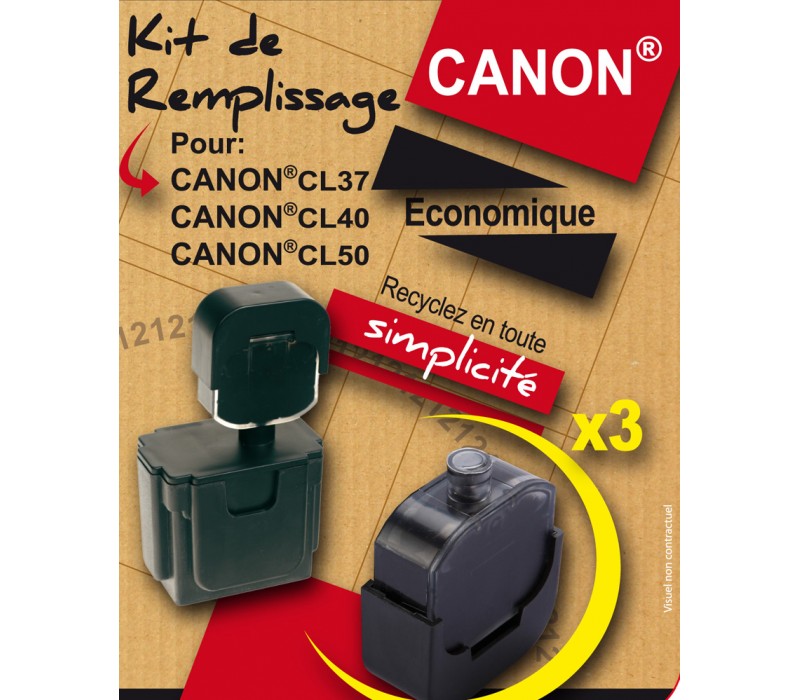 Kit de
Remplissage
CANON®
Pour:
CANON®CL37
CANON®CL40
CANON®CL50
Economique
Recyclez en toute
simplicité
x3
Visuel non contractuel